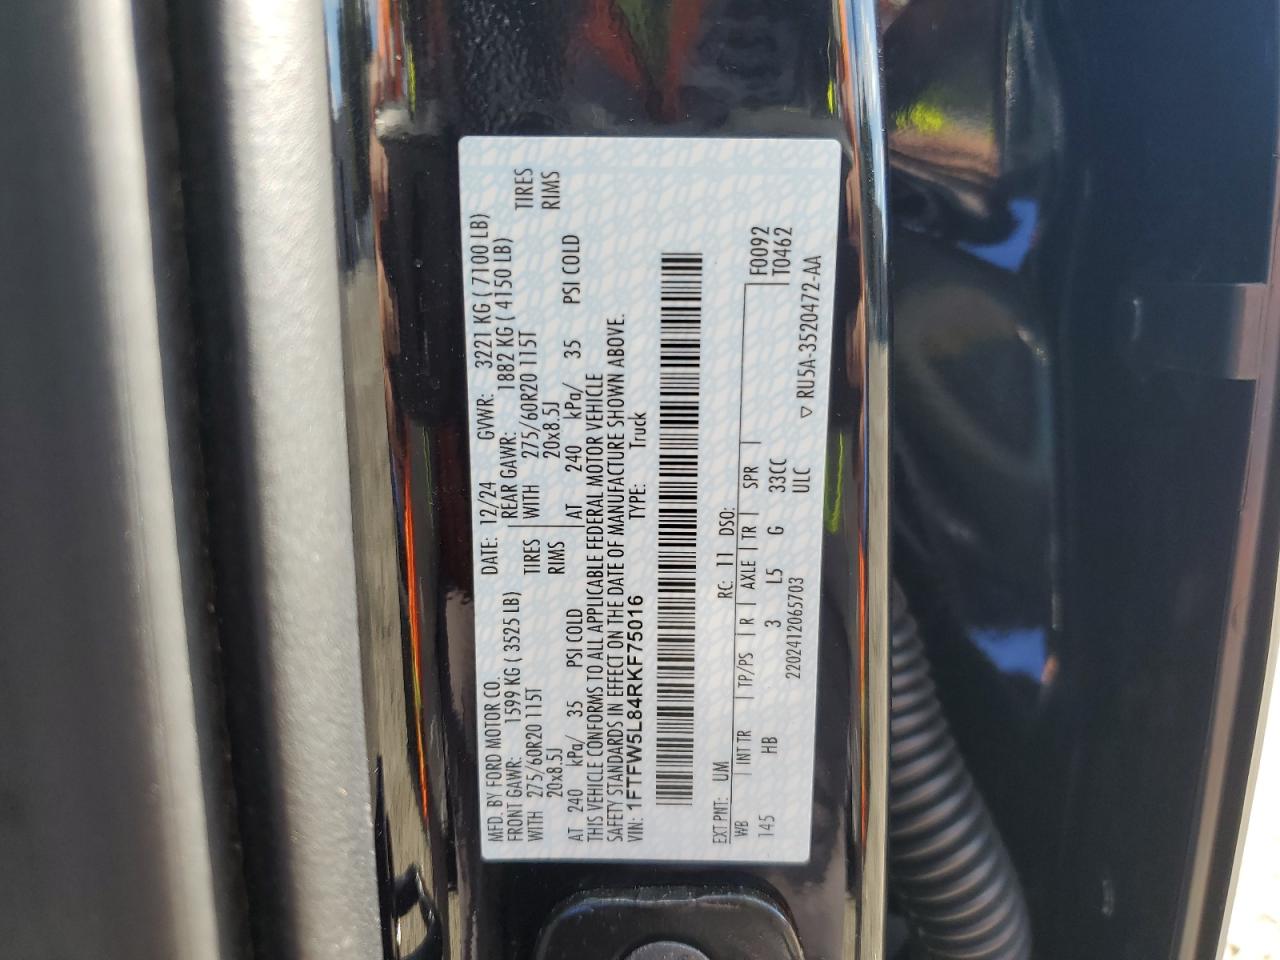 MFD. BY FORD MOTOR CO. DATE: 12/24 GVWR: 3221 KG ( 7100 LB)
FRONT GAWR: 1599 KG ( 3525 LB) REAR GAWR: 1882 KG ( 4150 LB)
WITH 275/60R20 115T TIRES WITH 275/60R20 115T TIRES
20x8.5J RIMS 20x8.5J RIMS
AT 240 kPa/ 35 PSI COLD AT 240 kPa/ 35 PSI COLD
THIS VEHICLE CONFORMS TO ALL APPLICABLE FEDERAL MOTOR VEHICLE
SAFETY STANDARDS IN EFFECT ON THE DATE OF MANUFACTURE SHOWN ABOVE.
VIN: 1FTFW5L84RKF75016 TYPE: Truck
EXT PNT: UM RC: 11 DSO: F0092
WB | INT TR | TP/PS | R | AXLE | TR | SPR | T0462
145 HB 3 L5 G 33CC
2202412065703 ULC ▽ RU5A-3520472-AA